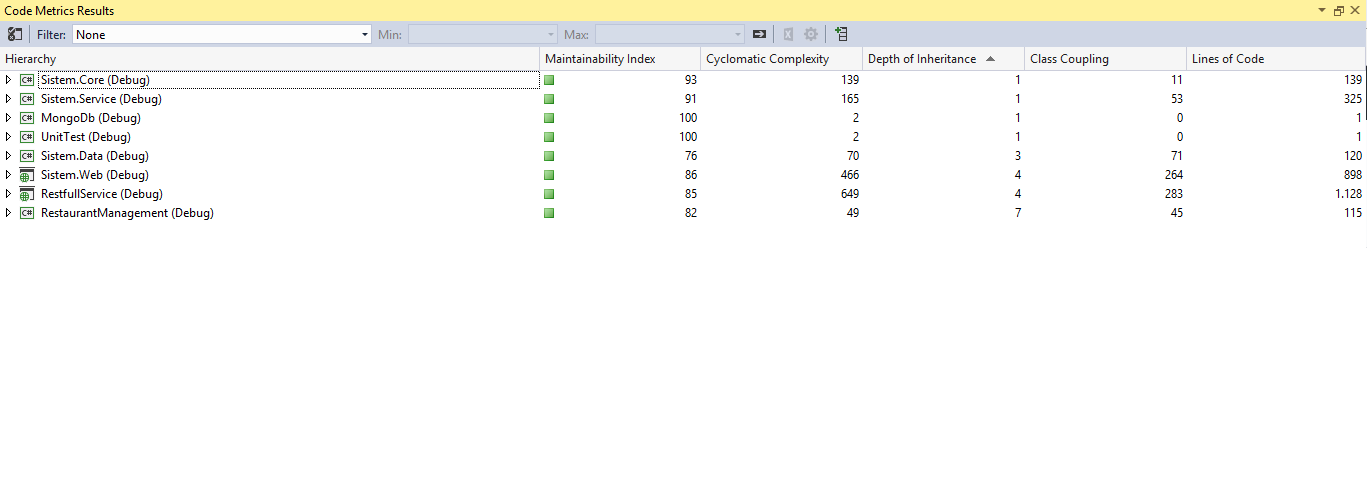 Code Metrics Results
Filter: None Min: Max:
Hierarchy Maintainability Index Cyclomatic Complexity Depth of Inheritance Class Coupling Lines of Code
C# Sistem.Core (Debug) 93 139 1 11 139
C# Sistem.Service (Debug) 91 165 1 53 325
C# MongoDb (Debug) 100 2 1 0 1
C# UnitTest (Debug) 100 2 1 0 1
C# Sistem.Data (Debug) 76 70 3 71 120
Sistem.Web (Debug) 86 466 4 264 898
RestfullService (Debug) 85 649 4 283 1.128
C# RestaurantManagement (Debug) 82 49 7 45 115